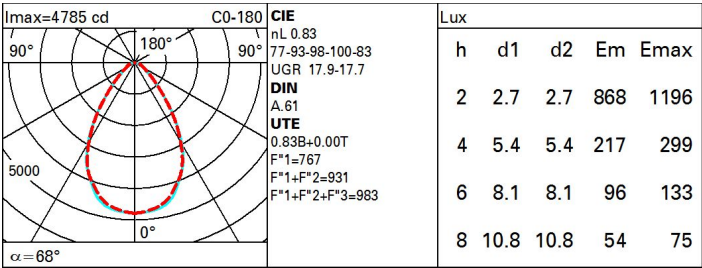 Imax=4785 cd C0-180
90° 180° 90°
5000
0°
α=68°
CIE
nL 0.83
77-93-98-100-83
UGR 17.9-17.7
DIN
A.61
UTE
0.83B+0.00T
F"1=767
F"1+F"2=931
F"1+F"2+F"3=983
Lux
h d1 d2 Em Emax
2 2.7 2.7 868 1196
4 5.4 5.4 217 299
6 8.1 8.1 96 133
8 10.8 10.8 54 75